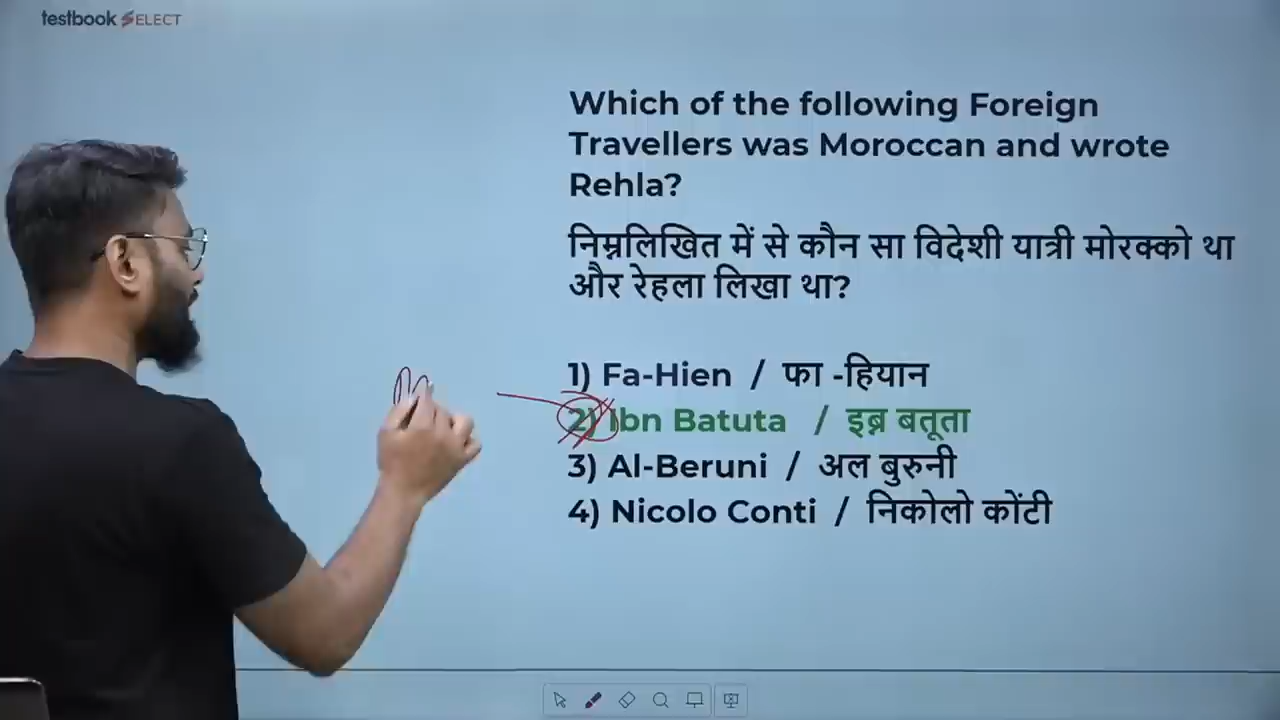 testbook SELECT
Which of the following Foreign
Travellers was Moroccan and wrote
Rehla?
निम्नलिखित में से कौन सा विदेशी यात्री मोरक्को था
और रेहला लिखा था?
1) Fa-Hien / फा -हियान
2) Ibn Batuta / इब्न बतूता
3) Al-Beruni / अल बुरुनी
4) Nicolo Conti / निकोलो कोंटी